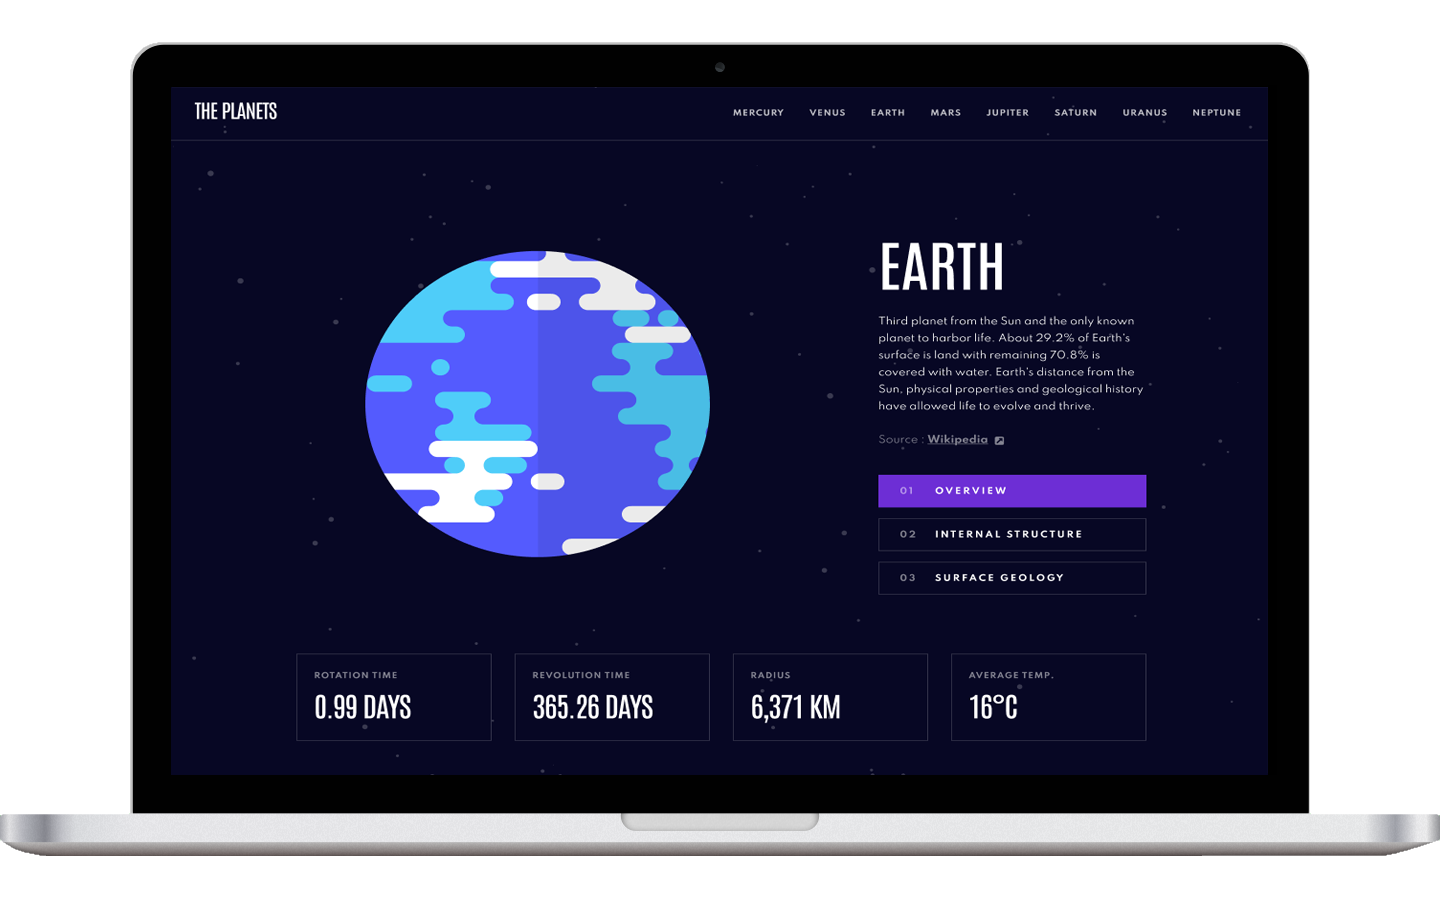 THE PLANETS
MERCURY VENUS EARTH MARS JUPITER SATURN URANUS NEPTUNE
EARTH
Third planet from the Sun and the only known
planet to harbor life. About 29.2% of Earth's
surface is land with remaining 70.8% is
covered with water. Earth's distance from the
Sun, physical properties and geological history
have allowed life to evolve and thrive.
Source : Wikipedia
01 OVERVIEW
02 INTERNAL STRUCTURE
03 SURFACE GEOLOGY
ROTATION TIME
0.99 DAYS
REVOLUTION TIME
365.26 DAYS
RADIUS
6,371 KM
AVERAGE TEMP.
16°C